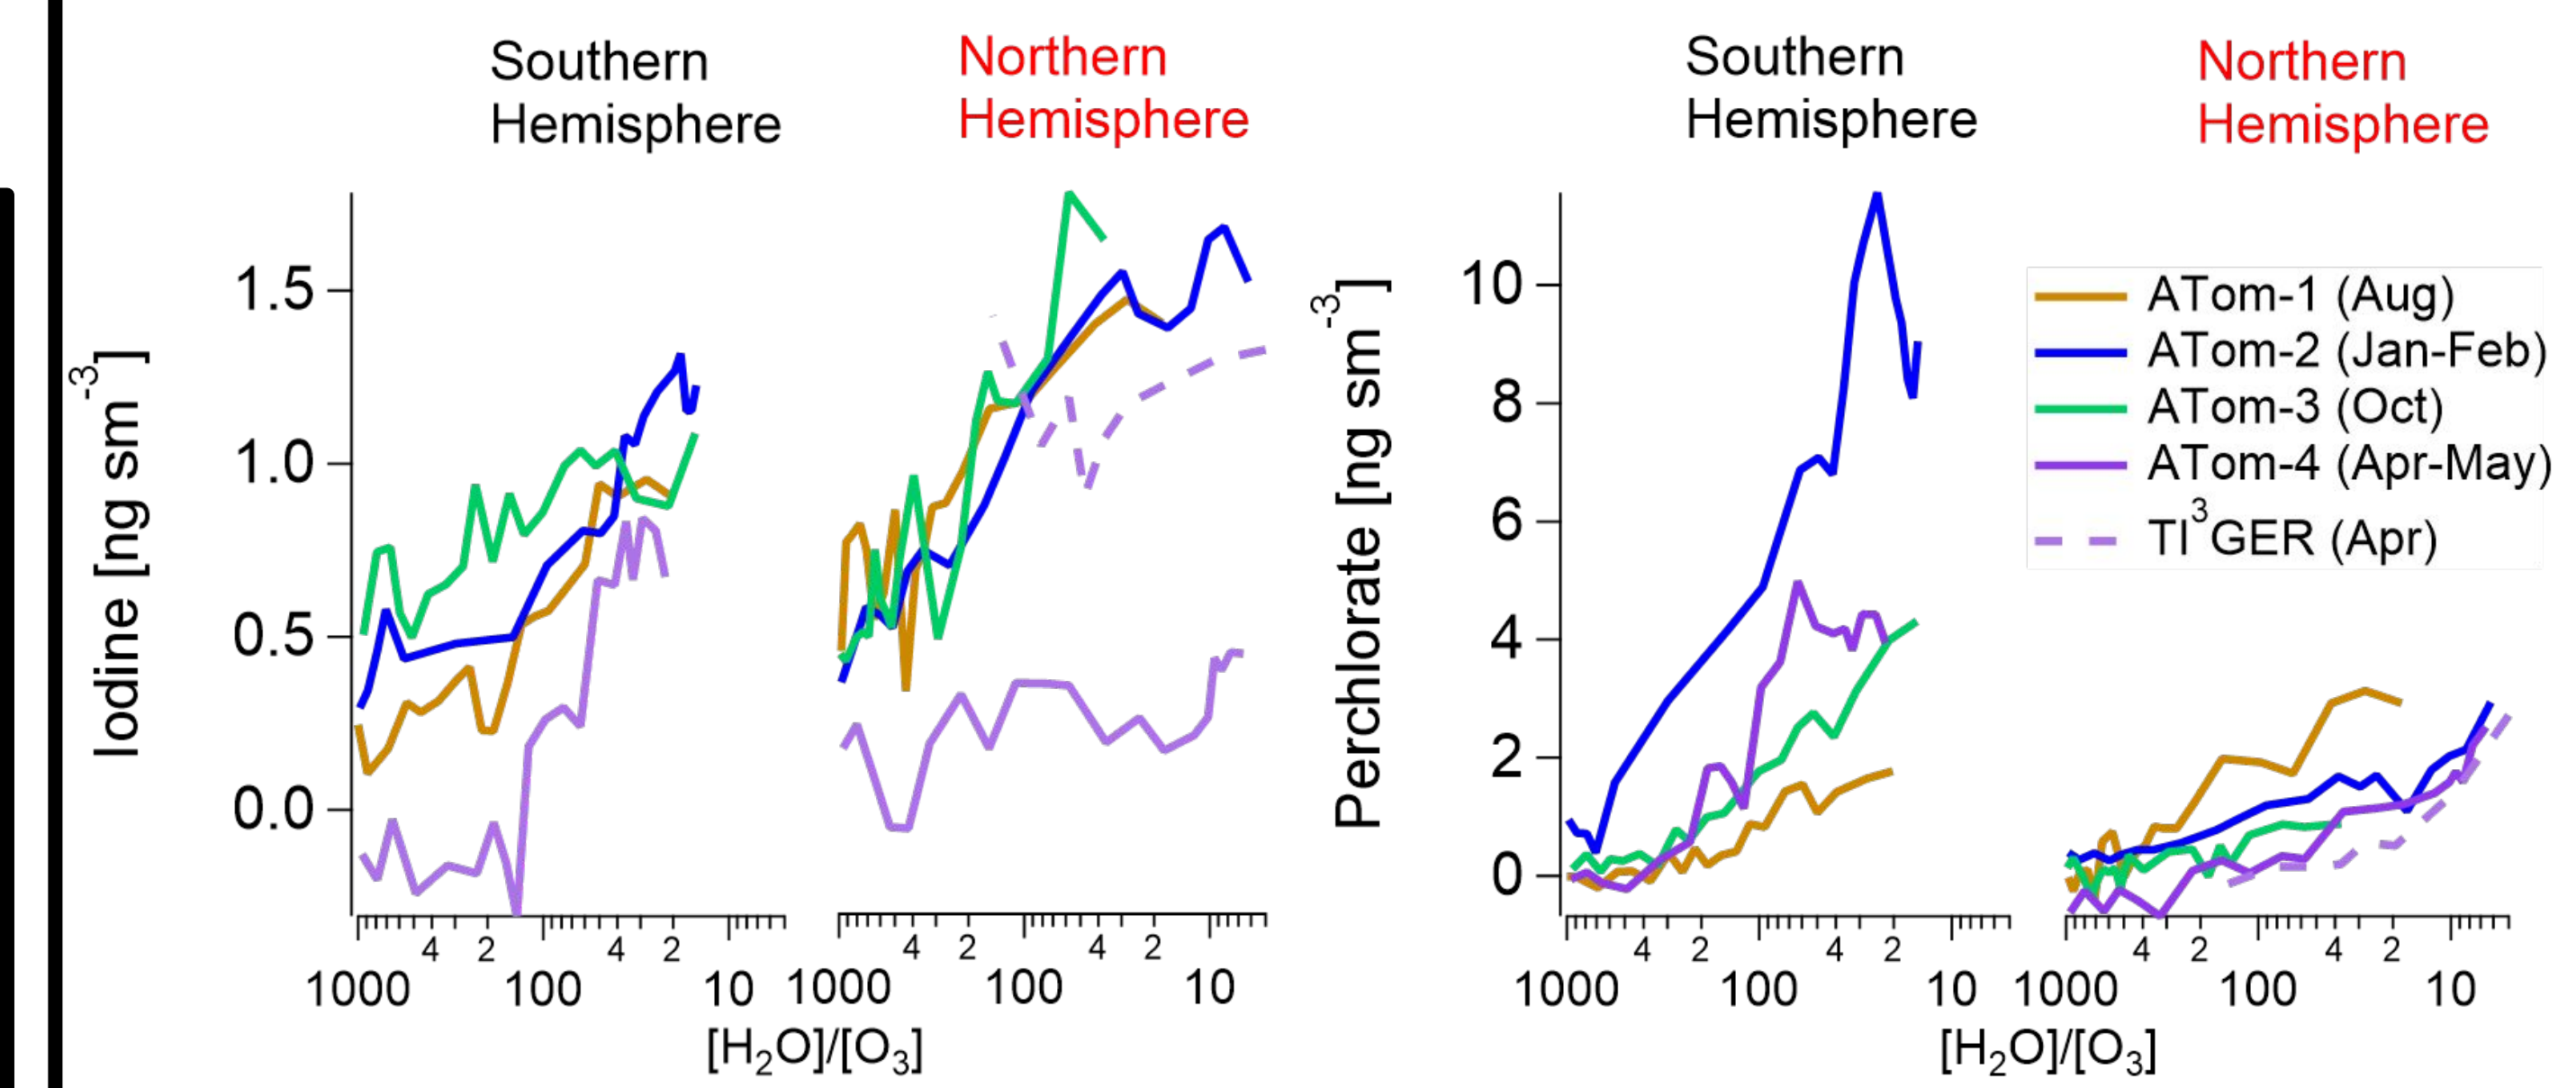 Southern
Hemisphere
Northern
Hemisphere
Southern
Hemisphere
Northern
Hemisphere
Iodine [ng sm⁻³]
1.5
1.0
0.5
0.0
4 2 4 2
1000 100 10
4 2 4 2
1000 100 10
[H₂O]/[O₃]
Perchlorate [ng sm⁻³]
10
8
6
4
2
0
4 2 4 2
1000 100 10
4 2 4 2
1000 100 10
[H₂O]/[O₃]
ATom-1 (Aug)
ATom-2 (Jan-Feb)
ATom-3 (Oct)
ATom-4 (Apr-May)
TI³GER (Apr)